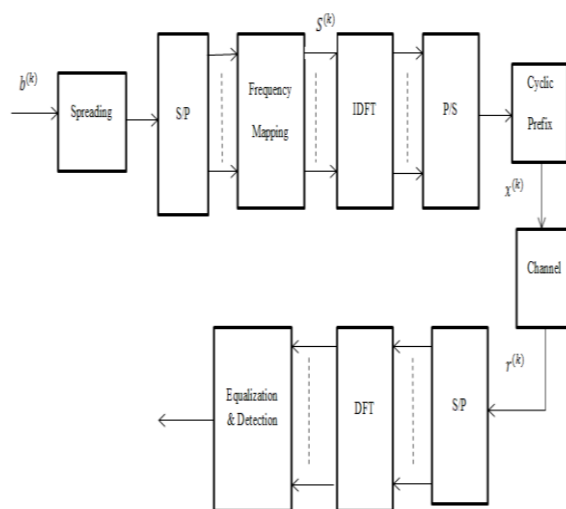 S^(k)
b^(k)
Spreading
S/P
Frequency
Mapping
IDFT
P/S
Cyclic
Prefix
x^(k)
Channel
r^(k)
S/P
DFT
Equalization
& Detection